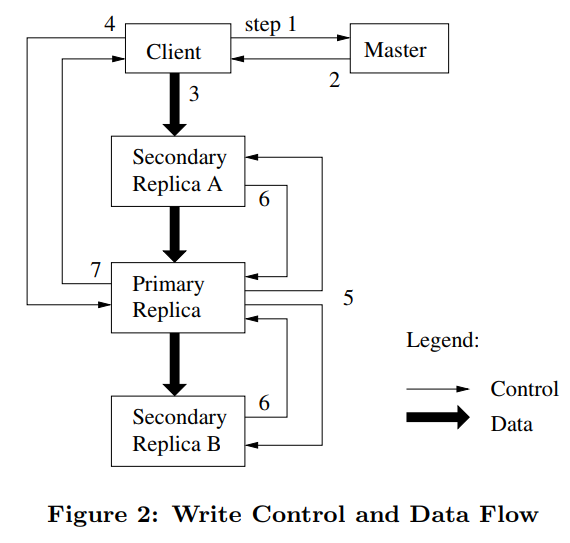 4
step 1
Client
Master
2
3
Secondary
Replica A
6
7
Primary
Replica
5
Legend:
Control
6
Secondary
Replica B
Data
Figure 2: Write Control and Data Flow